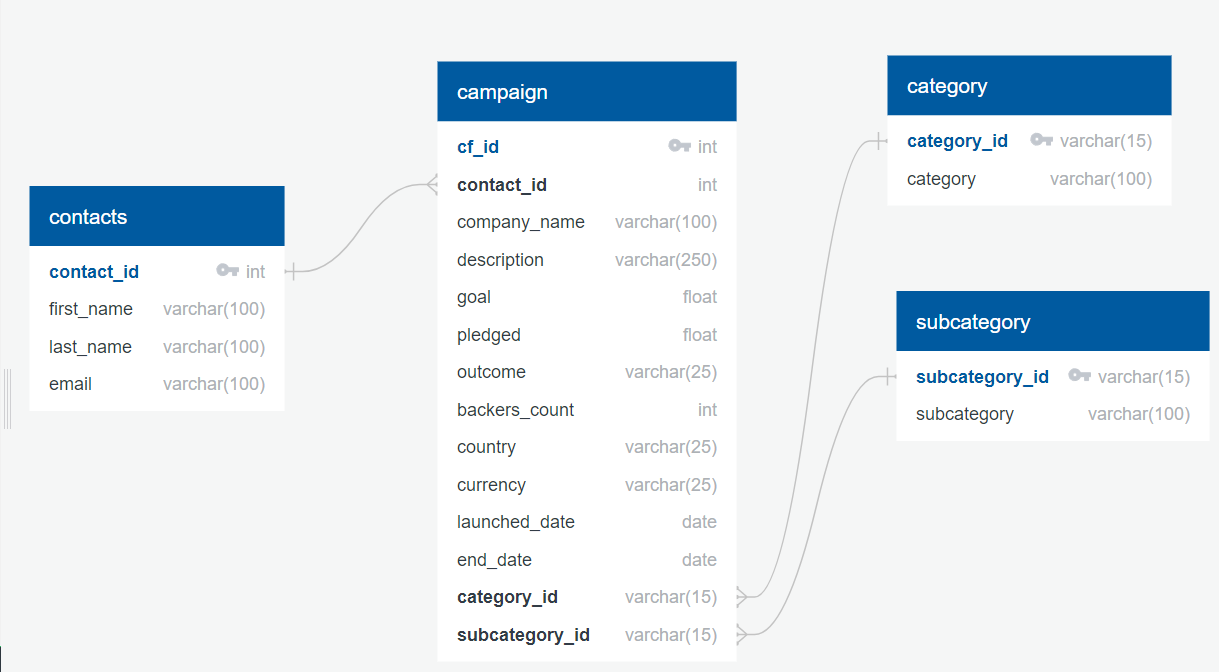 contacts
contact_id int
first_name varchar(100)
last_name varchar(100)
email varchar(100)
campaign
cf_id int
contact_id int
company_name varchar(100)
description varchar(250)
goal float
pledged float
outcome varchar(25)
backers_count int
country varchar(25)
currency varchar(25)
launched_date date
end_date date
category_id varchar(15)
subcategory_id varchar(15)
category
category_id varchar(15)
category varchar(100)
subcategory
subcategory_id varchar(15)
subcategory varchar(100)